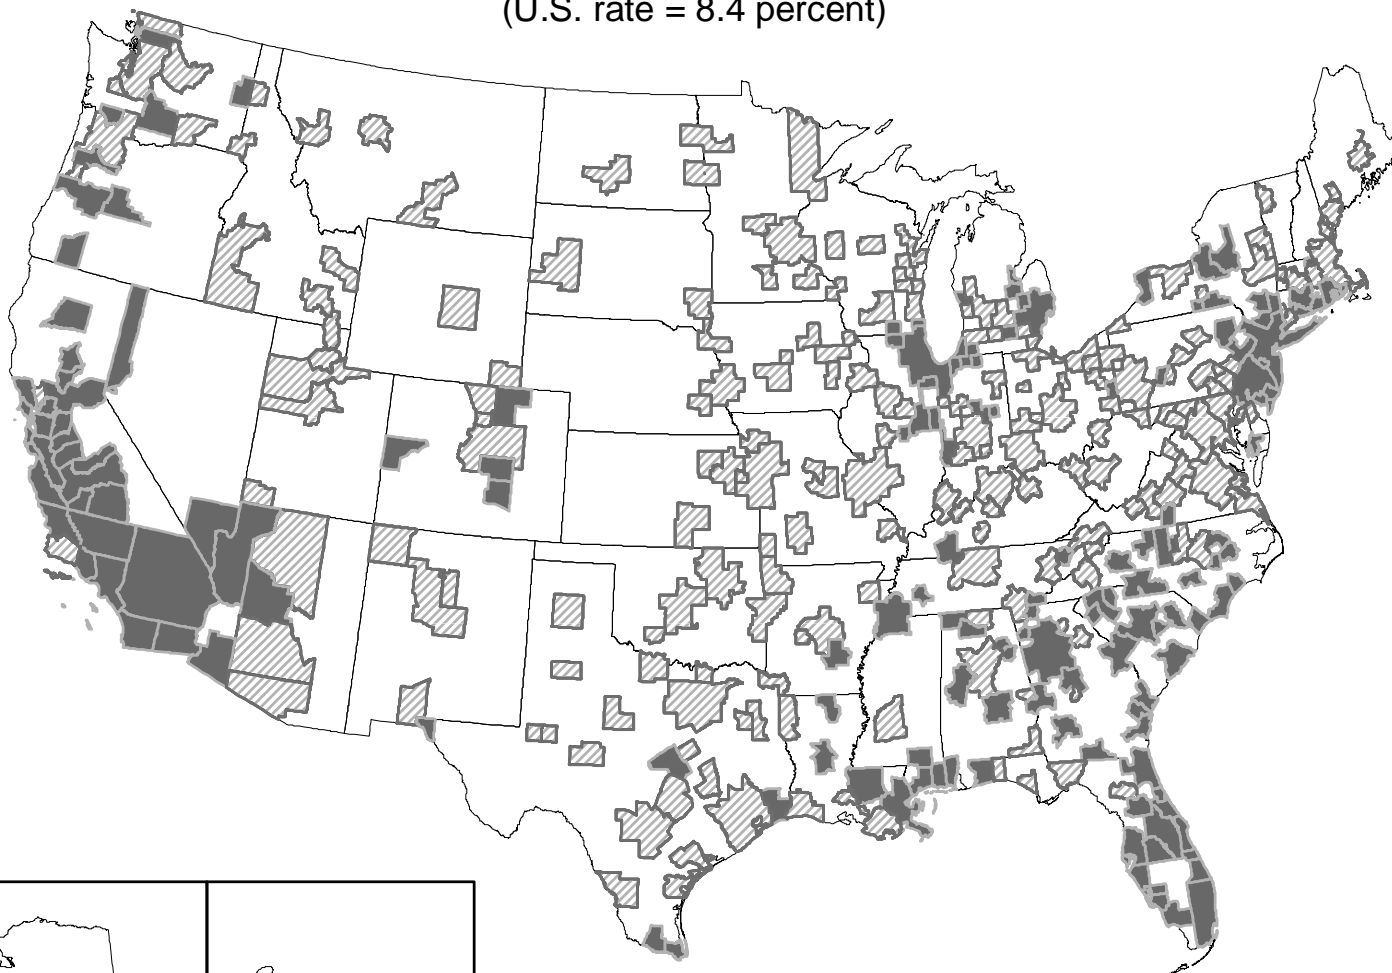 (U.S. rate = 8.4 percent)